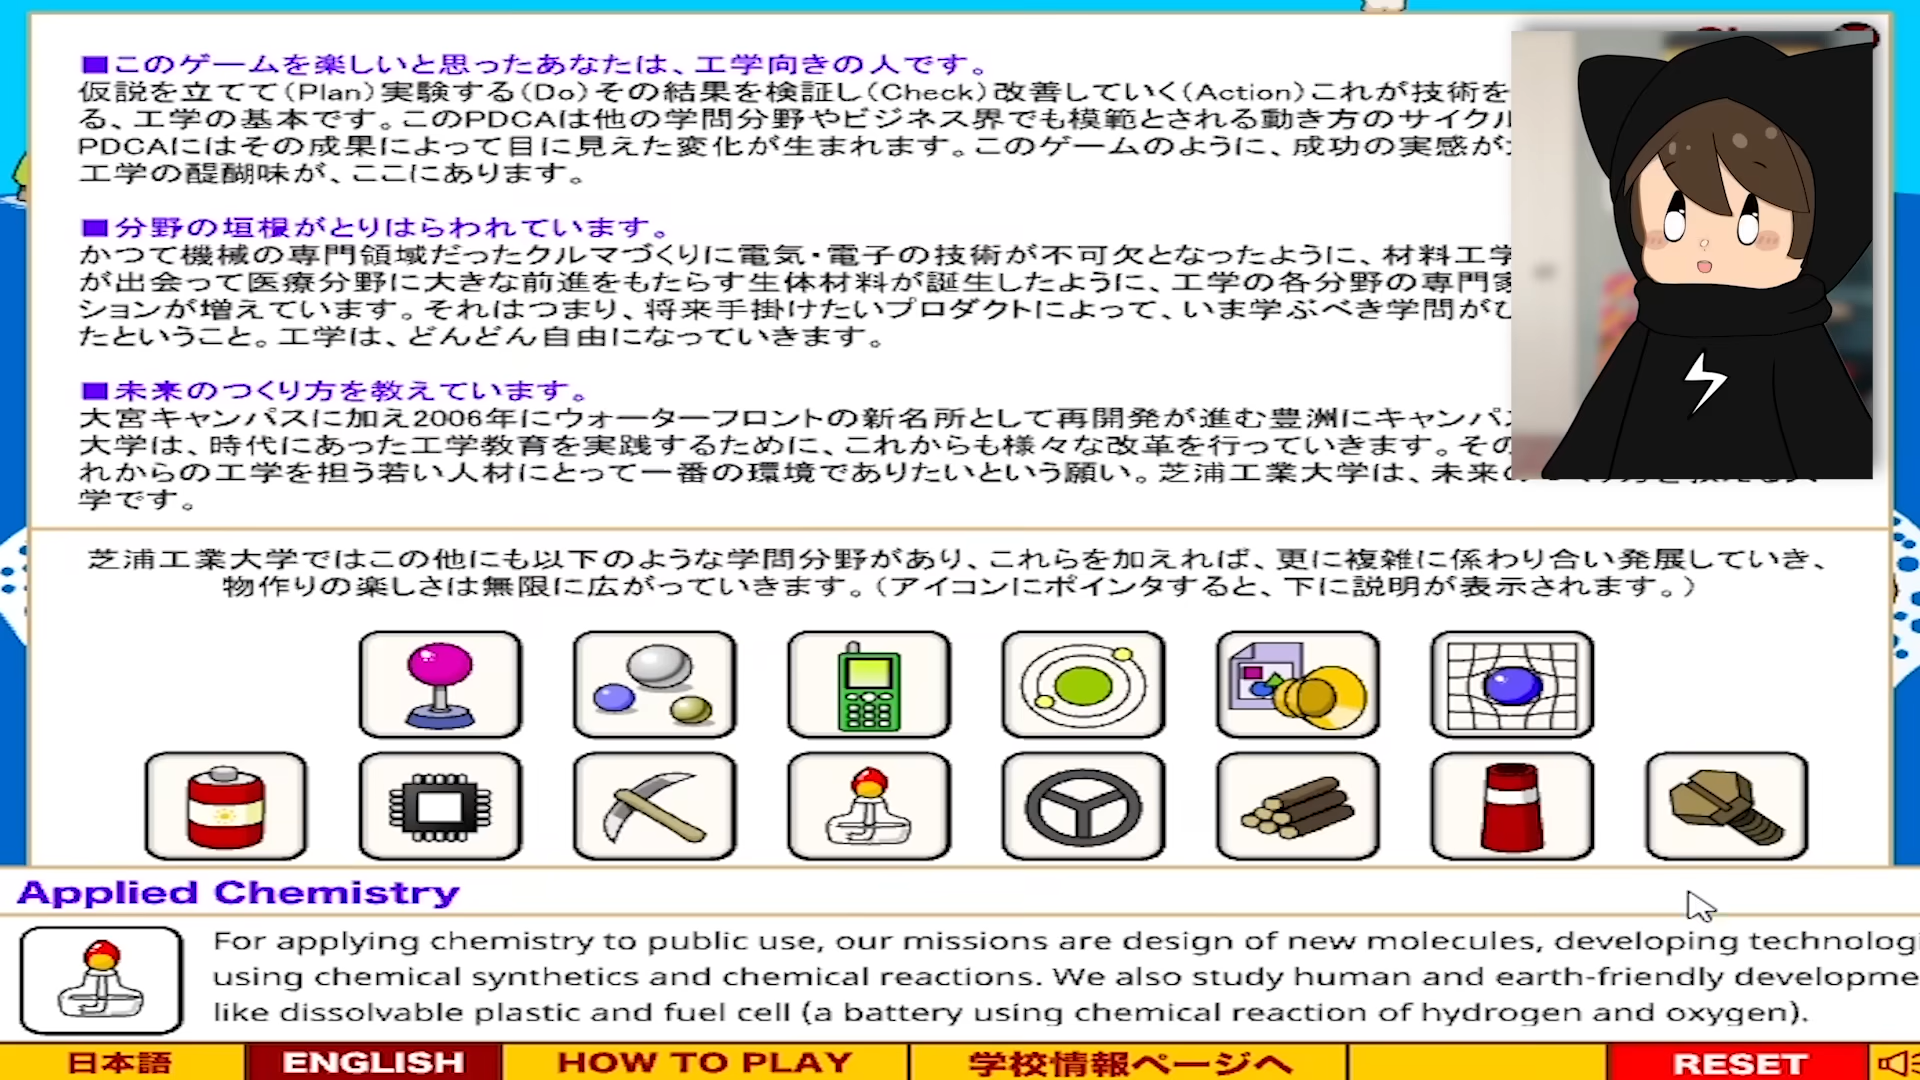 ■このゲームを楽しいと思ったあなたは、工学向きの人です。
仮説を立てて(Plan)実験する(Do)その結果を検証し(Check)改善していく(Action)これが技術を
る、工学の基本です。このPDCAは他の学問分野やビジネス界でも模範とされる動き方のサイクル
PDCAにはその成果によって目に見えた変化が生まれます。このゲームのように、成功の実感が
工学の醍醐味が、ここにあります。
■分野の垣根がとりはらわれています。
かつて機械の専門領域だったクルマづくりに電気・電子の技術が不可欠となったように、材料工学
が出会って医療分野に大きな前進をもたらす生体材料が誕生したように、工学の各分野の専門家
ションが増えています。それはつまり、将来手掛けたいプロダクトによって、いま学ぶべき学問が
たということ。工学は、どんどん自由になっていきます。
■未来のつくり方を教えています。
大宮キャンパスに加え2006年にウォーターフロントの新名所として再開発が進む豊洲にキャンパス
大学は、時代にあった工学教育を実践するために、これからも様々な改革を行っていきます。その
れからの工学を担う若い人材にとって一番の環境でありたいという願い。芝浦工業大学は、未来の
学です。
芝浦工業大学ではこの他にも以下のような学問分野があり、これらを加えれば、更に複雑に係わり合い発展していき、
物作りの楽しさは無限に広がっていきます。(アイコンにポインタすると、下に説明が表示されます。)
Applied Chemistry
For applying chemistry to public use, our missions are design of new molecules, developing technologi
using chemical synthetics and chemical reactions. We also study human and earth-friendly developme
like dissolvable plastic and fuel cell (a battery using chemical reaction of hydrogen and oxygen).
日本語 ENGLISH HOW TO PLAY 学校情報ページへ RESET